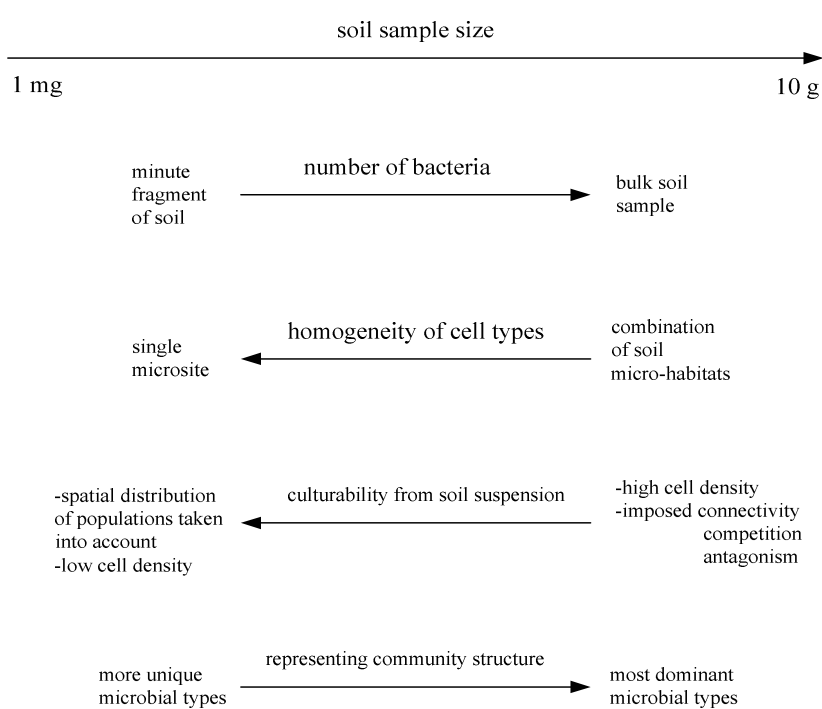 soil sample size
1 mg
10 g
minute
fragment
of soil
number of bacteria
bulk soil
sample
single
microsite
homogeneity of cell types
combination
of soil
micro-habitats
-spatial distribution
of populations taken
into account
-low cell density
culturability from soil suspension
-high cell density
-imposed connectivity
competition
antagonism
more unique
microbial types
representing community structure
most dominant
microbial types